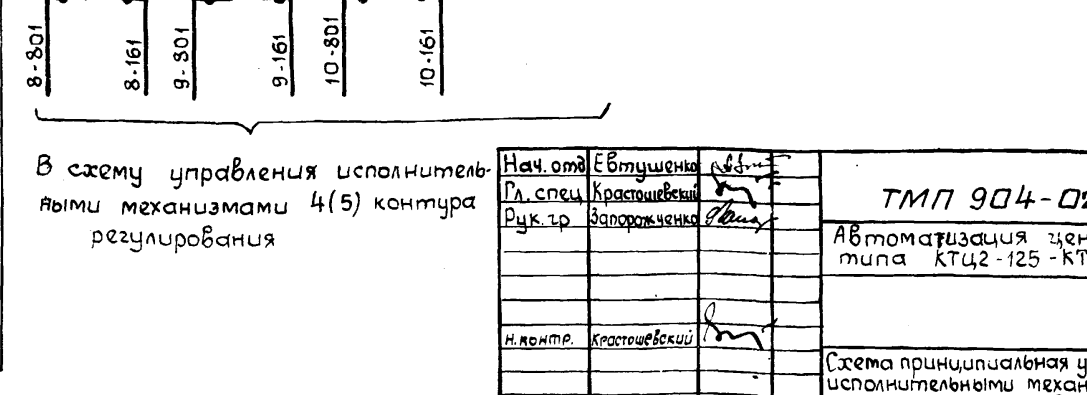 8-801
8-161
9-801
9-161
10-801
10-161
В схему управления исполнитель-
ными механизмами 4(5) контура
регулирования
Нач. отд Евтушенко
Гл. спец Крастошевский
Рук. гр Запорожченко
Н. контр. Крастошевский
ТМП 904-02
Автоматизация цен
типа КТЦ2-125-КТ
Схема принципиальная у
исполнительными механ